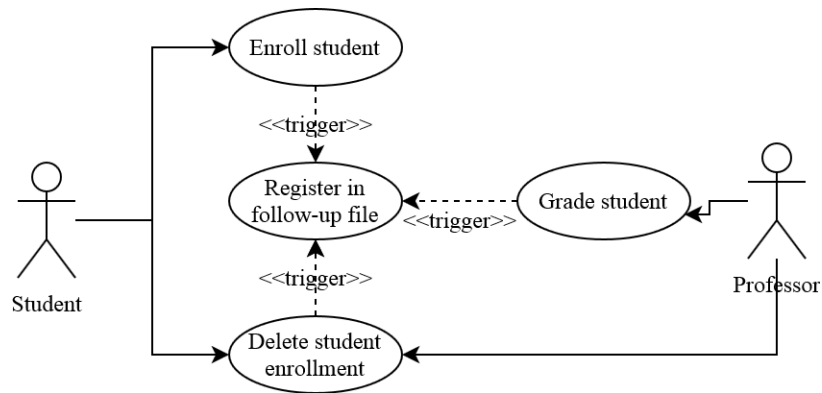 Enroll student
<<trigger>>
Register in
follow-up file
<<trigger>>
Grade student
<<trigger>>
Student
Professor
Delete student
enrollment